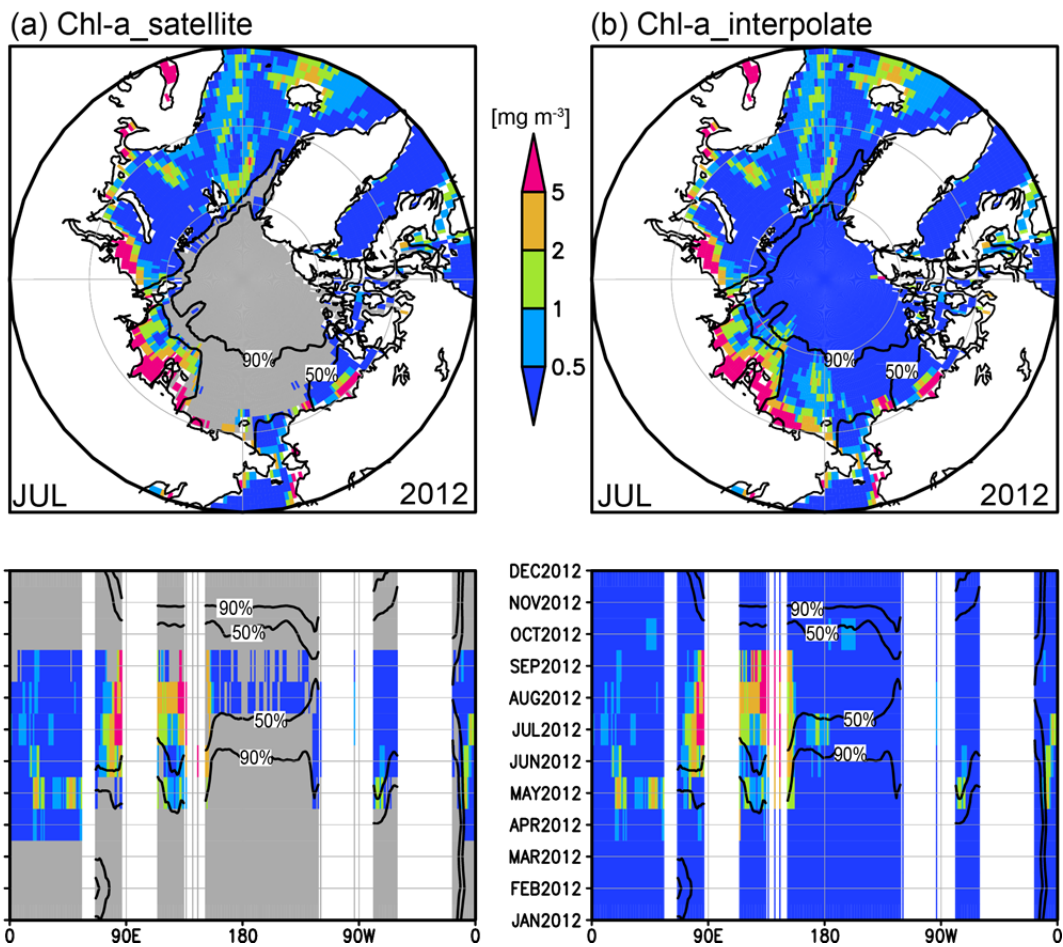 (a) Chl-a_satellite
(b) Chl-a_interpolate
[mg m⁻³]
5
2
1
0.5
90%
50%
JUL
2012
90%
50%
JUL
2012
90%
50%
50%
90%
0
90E
180
90W
0
DEC2012
NOV2012
OCT2012
SEP2012
AUG2012
JUL2012
JUN2012
MAY2012
APR2012
MAR2012
FEB2012
JAN2012
90%
50%
50%
90%
0
90E
180
90W
0